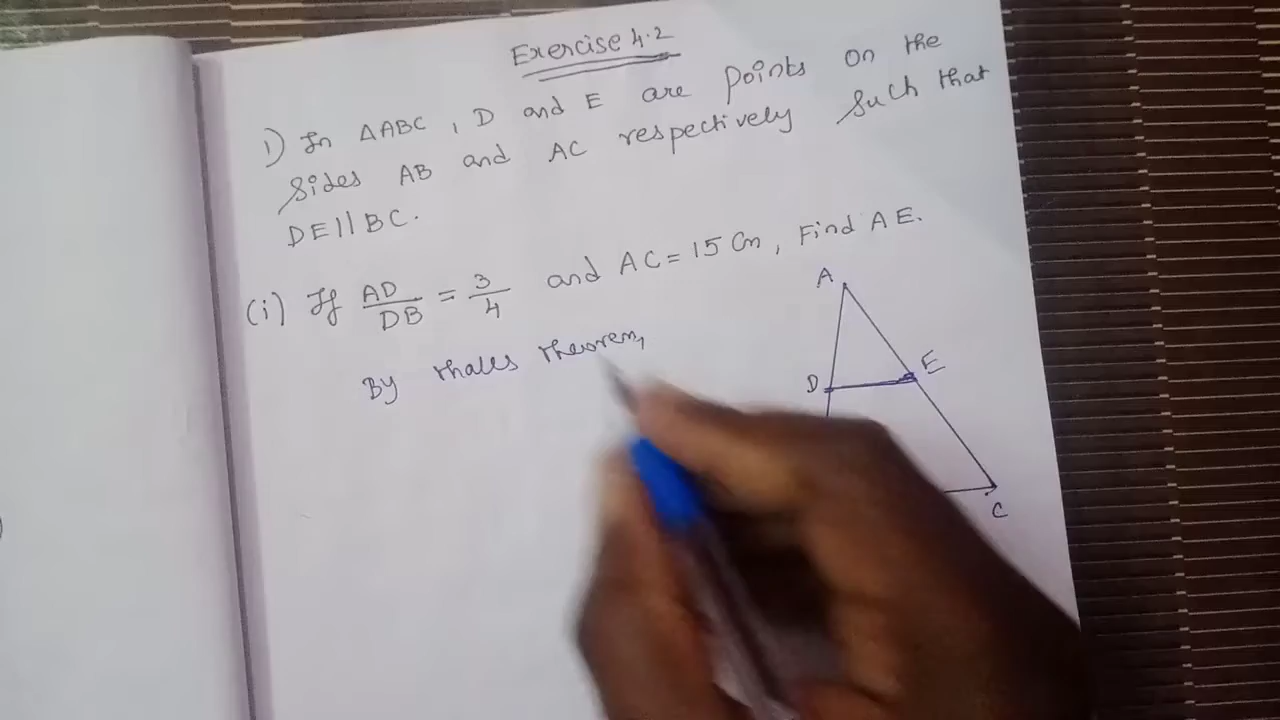 Exercise 4.2
1) In ΔABC, D and E are points on the
sides AB and AC respectively such that
DE||BC.
(i) If AD/DB = 3/4 and AC = 15 Cm, Find AE.
By thales theorem,
A
D
E
C